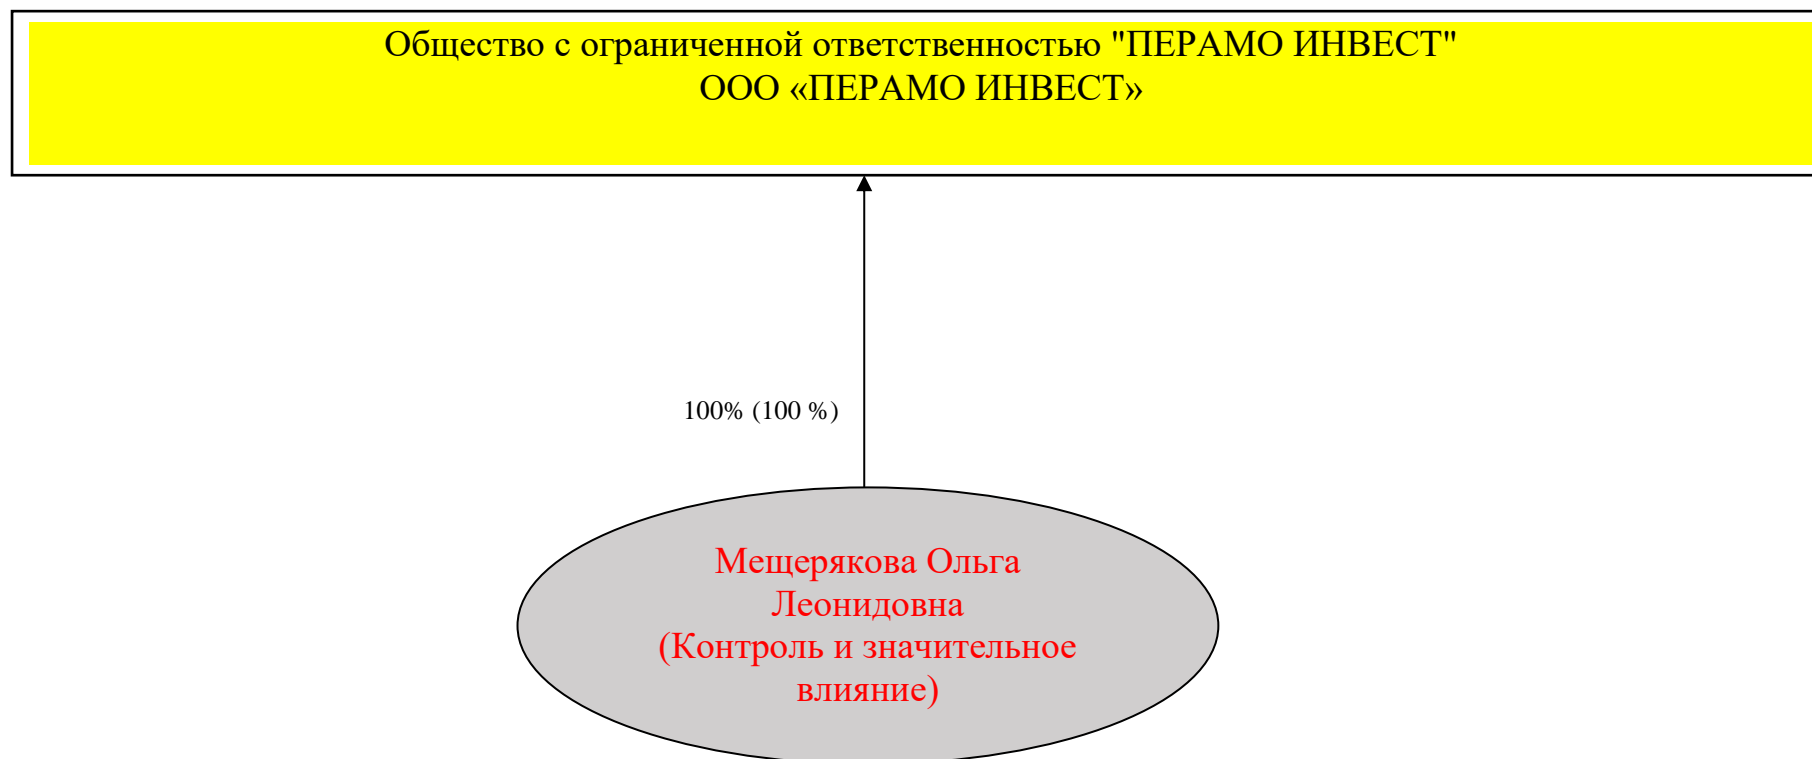 Общество с ограниченной ответственностью "ПЕРАМО ИНВЕСТ"
ООО «ПЕРАМО ИНВЕСТ»
100% (100 %)
Мещерякова Ольга
Леонидовна
(Контроль и значительное
влияние)